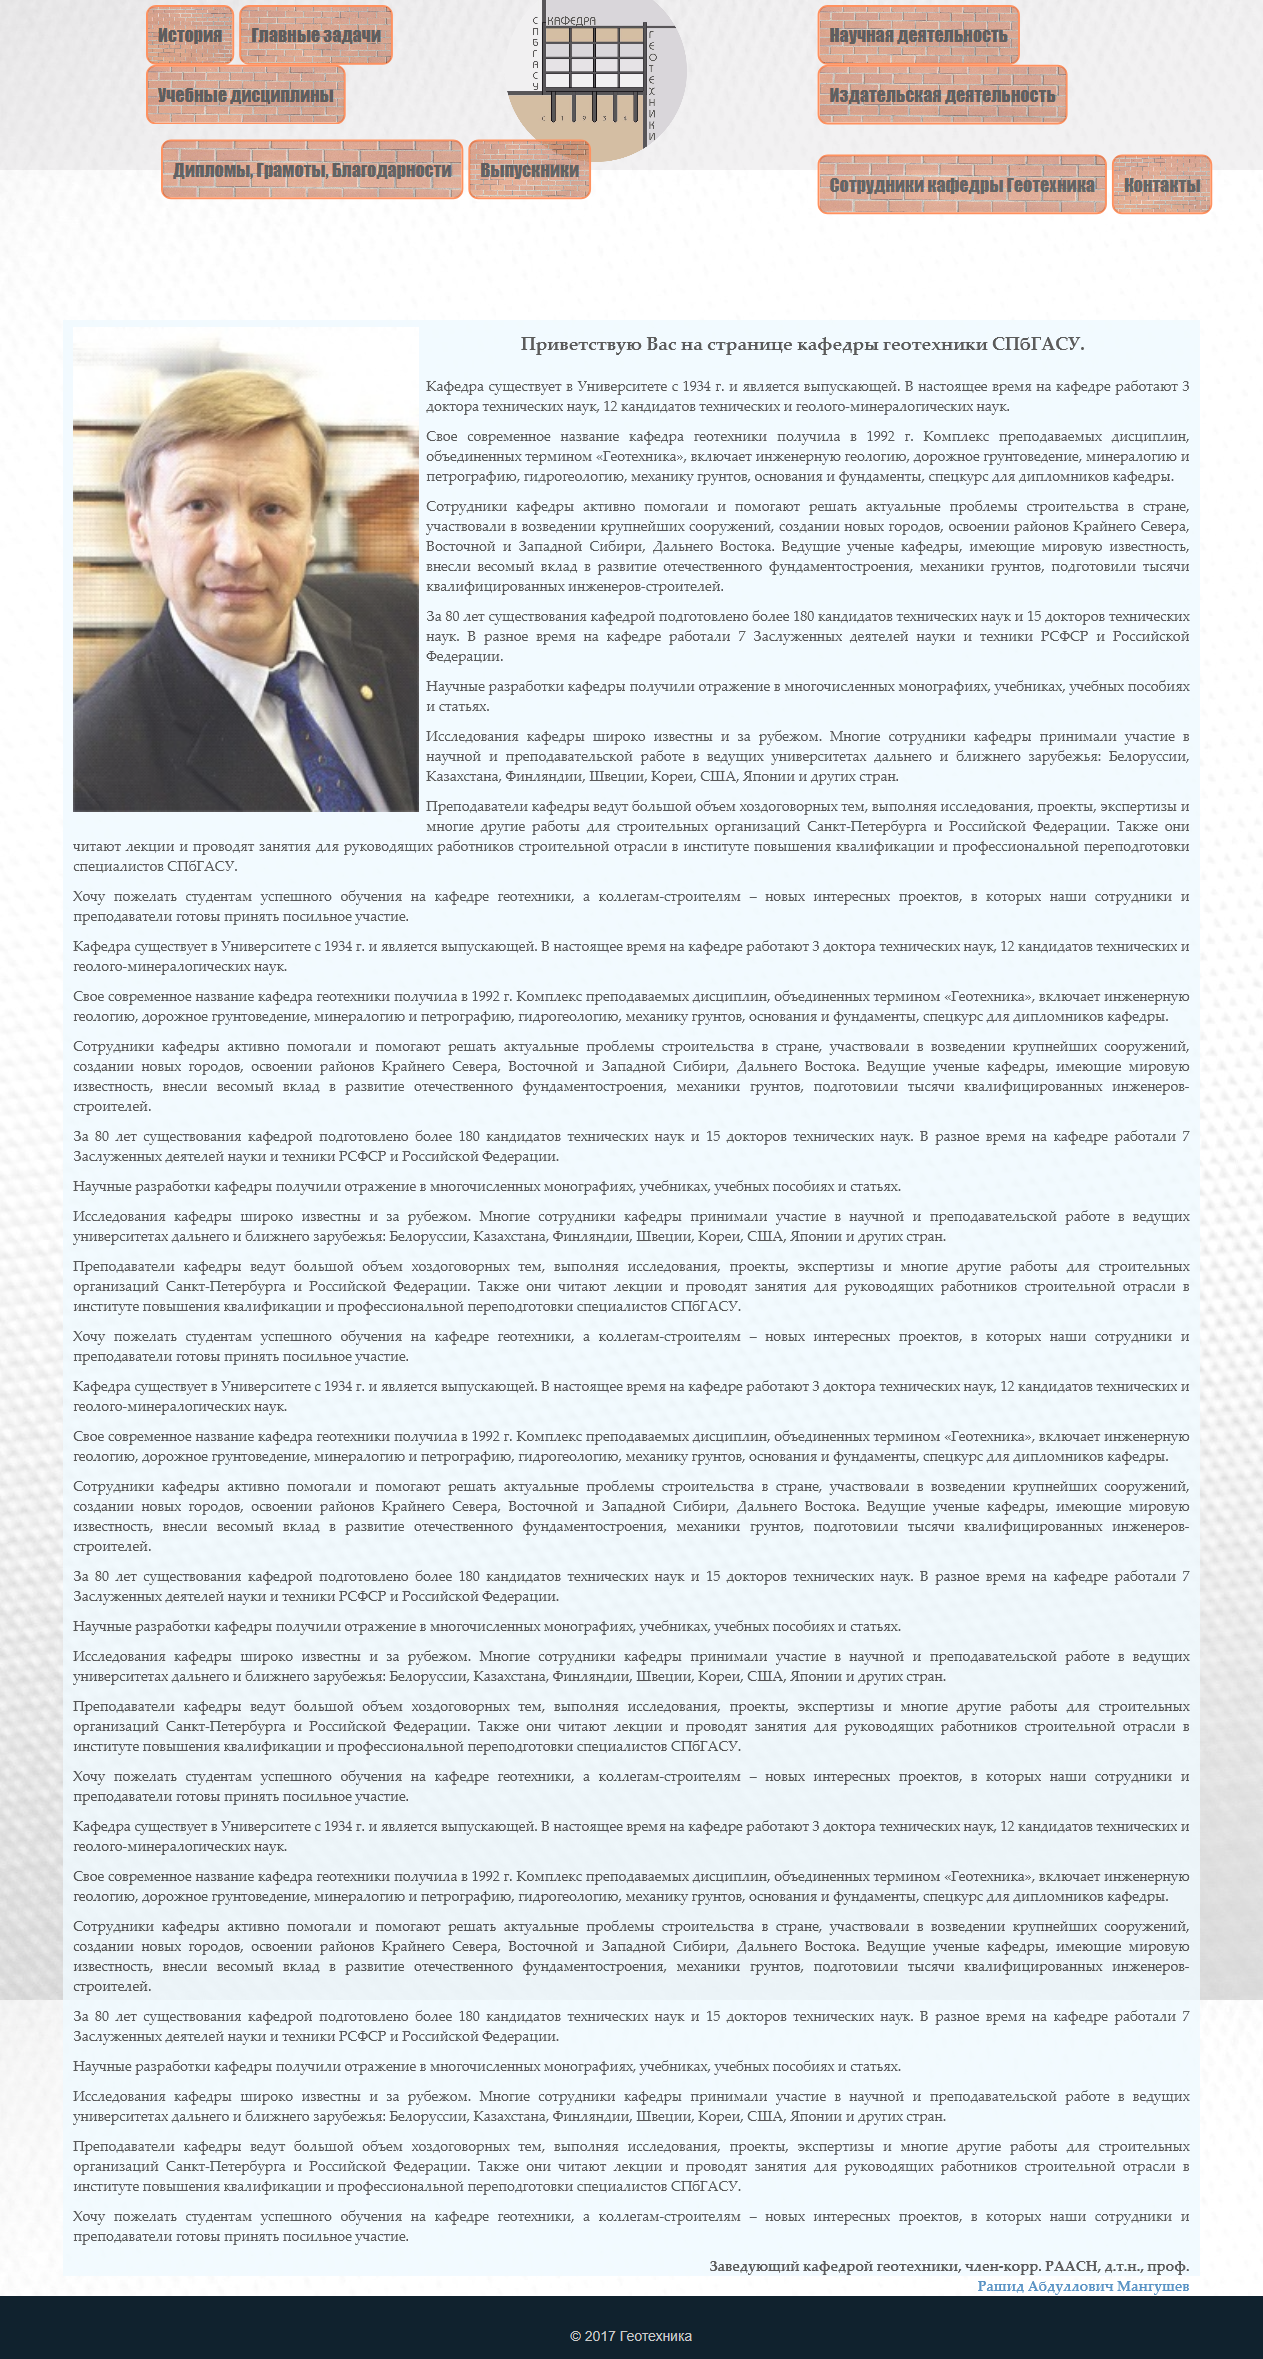 История
Главные задачи
Учебные дисциплины
Дипломы, Грамоты, Благодарности
Выпускники
КАФЕДРА
СПБГАСУ
ГЕОТЕХНИКИ
С 1934
Научная деятельность
Издательская деятельность
Сотрудники кафедры Геотехника
Контакты
Приветствую Вас на странице кафедры геотехники СПбГАСУ.
Кафедра существует в Университете с 1934 г. и является выпускающей. В настоящее время на кафедре работают 3
доктора технических наук, 12 кандидатов технических и геолого-минералогических наук.
Свое современное название кафедра геотехники получила в 1992 г. Комплекс преподаваемых дисциплин,
объединенных термином «Геотехника», включает инженерную геологию, дорожное грунтоведение, минералогию и
петрографию, гидрогеологию, механику грунтов, основания и фундаменты, спецкурс для дипломников кафедры.
Сотрудники кафедры активно помогали и помогают решать актуальные проблемы строительства в стране,
участвовали в возведении крупнейших сооружений, создании новых городов, освоении районов Крайнего Севера,
Восточной и Западной Сибири, Дальнего Востока. Ведущие ученые кафедры, имеющие мировую известность,
внесли весомый вклад в развитие отечественного фундаментостроения, механики грунтов, подготовили тысячи
квалифицированных инженеров-строителей.
За 80 лет существования кафедрой подготовлено более 180 кандидатов технических наук и 15 докторов технических
наук. В разное время на кафедре работали 7 Заслуженных деятелей науки и техники РСФСР и Российской
Федерации.
Научные разработки кафедры получили отражение в многочисленных монографиях, учебниках, учебных пособиях
и статьях.
Исследования кафедры широко известны и за рубежом. Многие сотрудники кафедры принимали участие в
научной и преподавательской работе в ведущих университетах дальнего и ближнего зарубежья: Белоруссии,
Казахстана, Финляндии, Швеции, Кореи, США, Японии и других стран.
Преподаватели кафедры ведут большой объем хоздоговорных тем, выполняя исследования, проекты, экспертизы и
многие другие работы для строительных организаций Санкт-Петербурга и Российской Федерации. Также они
читают лекции и проводят занятия для руководящих работников строительной отрасли в институте повышения квалификации и профессиональной переподготовки
специалистов СПбГАСУ.
Хочу пожелать студентам успешного обучения на кафедре геотехники, а коллегам-строителям – новых интересных проектов, в которых наши сотрудники и
преподаватели готовы принять посильное участие.
Кафедра существует в Университете с 1934 г. и является выпускающей. В настоящее время на кафедре работают 3 доктора технических наук, 12 кандидатов технических и
геолого-минералогических наук.
Свое современное название кафедра геотехники получила в 1992 г. Комплекс преподаваемых дисциплин, объединенных термином «Геотехника», включает инженерную
геологию, дорожное грунтоведение, минералогию и петрографию, гидрогеологию, механику грунтов, основания и фундаменты, спецкурс для дипломников кафедры.
Сотрудники кафедры активно помогали и помогают решать актуальные проблемы строительства в стране, участвовали в возведении крупнейших сооружений,
создании новых городов, освоении районов Крайнего Севера, Восточной и Западной Сибири, Дальнего Востока. Ведущие ученые кафедры, имеющие мировую
известность, внесли весомый вклад в развитие отечественного фундаментостроения, механики грунтов, подготовили тысячи квалифицированных инженеров-
строителей.
За 80 лет существования кафедрой подготовлено более 180 кандидатов технических наук и 15 докторов технических наук. В разное время на кафедре работали 7
Заслуженных деятелей науки и техники РСФСР и Российской Федерации.
Научные разработки кафедры получили отражение в многочисленных монографиях, учебниках, учебных пособиях и статьях.
Исследования кафедры широко известны и за рубежом. Многие сотрудники кафедры принимали участие в научной и преподавательской работе в ведущих
университетах дальнего и ближнего зарубежья: Белоруссии, Казахстана, Финляндии, Швеции, Кореи, США, Японии и других стран.
Преподаватели кафедры ведут большой объем хоздоговорных тем, выполняя исследования, проекты, экспертизы и многие другие работы для строительных
организаций Санкт-Петербурга и Российской Федерации. Также они читают лекции и проводят занятия для руководящих работников строительной отрасли в
институте повышения квалификации и профессиональной переподготовки специалистов СПбГАСУ.
Хочу пожелать студентам успешного обучения на кафедре геотехники, а коллегам-строителям – новых интересных проектов, в которых наши сотрудники и
преподаватели готовы принять посильное участие.
Кафедра существует в Университете с 1934 г. и является выпускающей. В настоящее время на кафедре работают 3 доктора технических наук, 12 кандидатов технических и
геолого-минералогических наук.
Свое современное название кафедра геотехники получила в 1992 г. Комплекс преподаваемых дисциплин, объединенных термином «Геотехника», включает инженерную
геологию, дорожное грунтоведение, минералогию и петрографию, гидрогеологию, механику грунтов, основания и фундаменты, спецкурс для дипломников кафедры.
Сотрудники кафедры активно помогали и помогают решать актуальные проблемы строительства в стране, участвовали в возведении крупнейших сооружений,
создании новых городов, освоении районов Крайнего Севера, Восточной и Западной Сибири, Дальнего Востока. Ведущие ученые кафедры, имеющие мировую
известность, внесли весомый вклад в развитие отечественного фундаментостроения, механики грунтов, подготовили тысячи квалифицированных инженеров-
строителей.
За 80 лет существования кафедрой подготовлено более 180 кандидатов технических наук и 15 докторов технических наук. В разное время на кафедре работали 7
Заслуженных деятелей науки и техники РСФСР и Российской Федерации.
Научные разработки кафедры получили отражение в многочисленных монографиях, учебниках, учебных пособиях и статьях.
Исследования кафедры широко известны и за рубежом. Многие сотрудники кафедры принимали участие в научной и преподавательской работе в ведущих
университетах дальнего и ближнего зарубежья: Белоруссии, Казахстана, Финляндии, Швеции, Кореи, США, Японии и других стран.
Преподаватели кафедры ведут большой объем хоздоговорных тем, выполняя исследования, проекты, экспертизы и многие другие работы для строительных
организаций Санкт-Петербурга и Российской Федерации. Также они читают лекции и проводят занятия для руководящих работников строительной отрасли в
институте повышения квалификации и профессиональной переподготовки специалистов СПбГАСУ.
Хочу пожелать студентам успешного обучения на кафедре геотехники, а коллегам-строителям – новых интересных проектов, в которых наши сотрудники и
преподаватели готовы принять посильное участие.
Кафедра существует в Университете с 1934 г. и является выпускающей. В настоящее время на кафедре работают 3 доктора технических наук, 12 кандидатов технических и
геолого-минералогических наук.
Свое современное название кафедра геотехники получила в 1992 г. Комплекс преподаваемых дисциплин, объединенных термином «Геотехника», включает инженерную
геологию, дорожное грунтоведение, минералогию и петрографию, гидрогеологию, механику грунтов, основания и фундаменты, спецкурс для дипломников кафедры.
Сотрудники кафедры активно помогали и помогают решать актуальные проблемы строительства в стране, участвовали в возведении крупнейших сооружений,
создании новых городов, освоении районов Крайнего Севера, Восточной и Западной Сибири, Дальнего Востока. Ведущие ученые кафедры, имеющие мировую
известность, внесли весомый вклад в развитие отечественного фундаментостроения, механики грунтов, подготовили тысячи квалифицированных инженеров-
строителей.
За 80 лет существования кафедрой подготовлено более 180 кандидатов технических наук и 15 докторов технических наук. В разное время на кафедре работали 7
Заслуженных деятелей науки и техники РСФСР и Российской Федерации.
Научные разработки кафедры получили отражение в многочисленных монографиях, учебниках, учебных пособиях и статьях.
Исследования кафедры широко известны и за рубежом. Многие сотрудники кафедры принимали участие в научной и преподавательской работе в ведущих
университетах дальнего и ближнего зарубежья: Белоруссии, Казахстана, Финляндии, Швеции, Кореи, США, Японии и других стран.
Преподаватели кафедры ведут большой объем хоздоговорных тем, выполняя исследования, проекты, экспертизы и многие другие работы для строительных
организаций Санкт-Петербурга и Российской Федерации. Также они читают лекции и проводят занятия для руководящих работников строительной отрасли в
институте повышения квалификации и профессиональной переподготовки специалистов СПбГАСУ.
Хочу пожелать студентам успешного обучения на кафедре геотехники, а коллегам-строителям – новых интересных проектов, в которых наши сотрудники и
преподаватели готовы принять посильное участие.
Заведующий кафедрой геотехники, член-корр. РААСН, д.т.н., проф.
Рашид Абдуллович Мангушев
© 2017 Геотехника